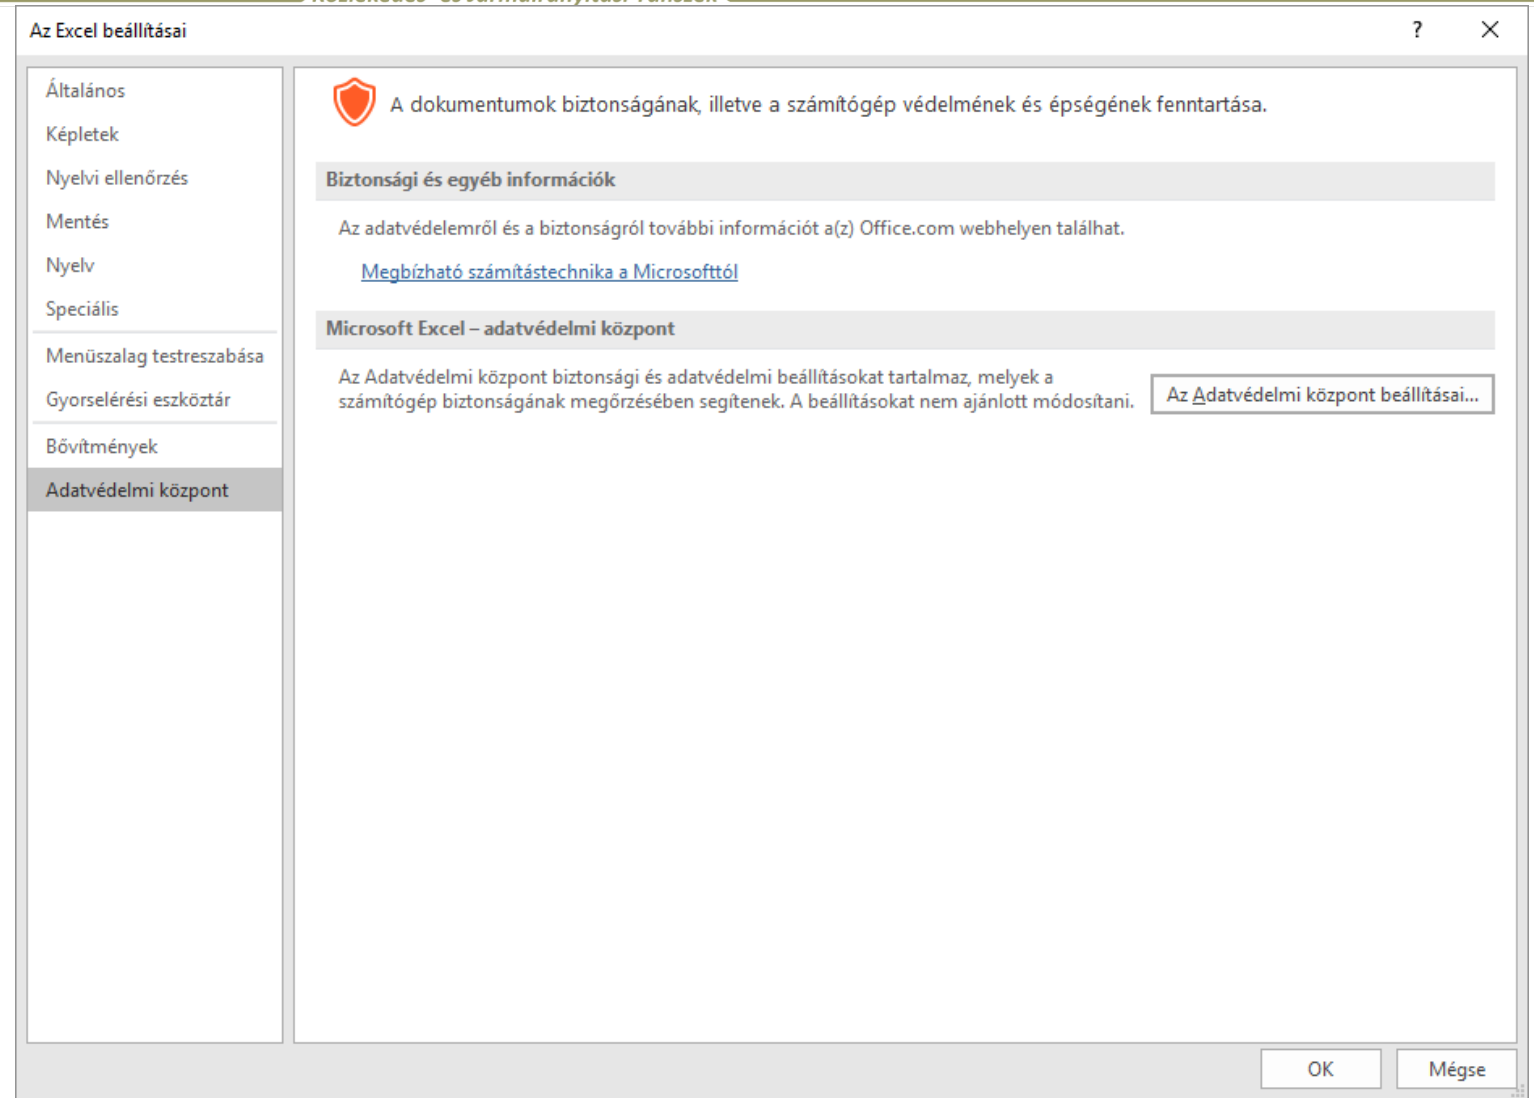 Az Excel beállításai
?
Általános
Képletek
Nyelvi ellenőrzés
Mentés
Nyelv
Speciális
Menüszalag testreszabása
Gyorselérési eszköztár
Bővítmények
Adatvédelmi központ
A dokumentumok biztonságának, illetve a számítógép védelmének és épségének fenntartása.
Biztonsági és egyéb információk
Az adatvédelemről és a biztonságról további információt a(z) Office.com webhelyen találhat.
Megbízható számítástechnika a Microsofttól
Microsoft Excel – adatvédelmi központ
Az Adatvédelmi központ biztonsági és adatvédelmi beállításokat tartalmaz, melyek a
számítógép biztonságának megőrzésében segítenek. A beállításokat nem ajánlott módosítani.
Az Adatvédelmi központ beállításai...
OK
Mégse